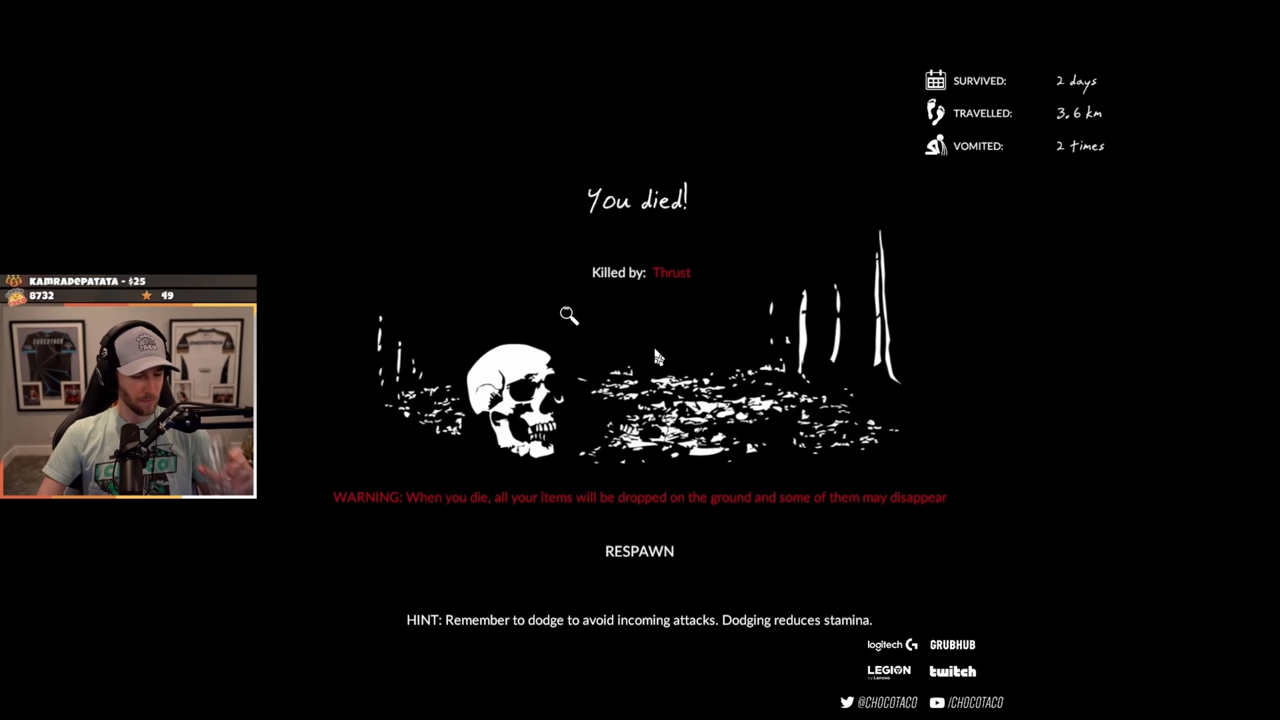 SURVIVED: 2 days
TRAVELLED: 3.6 km
VOMITED: 2 times
You died!
KAMRADEPATATA - $25
8732 49
Killed by: Thrust
CHOCOTACO
CHOCOTACO
WARNING: When you die, all your items will be dropped on the ground and some of them may disappear
RESPAWN
HINT: Remember to dodge to avoid incoming attacks. Dodging reduces stamina.
logitech G GRUBHUB
LEGION twitch
@CHOCOTACO /CHOCOTACO